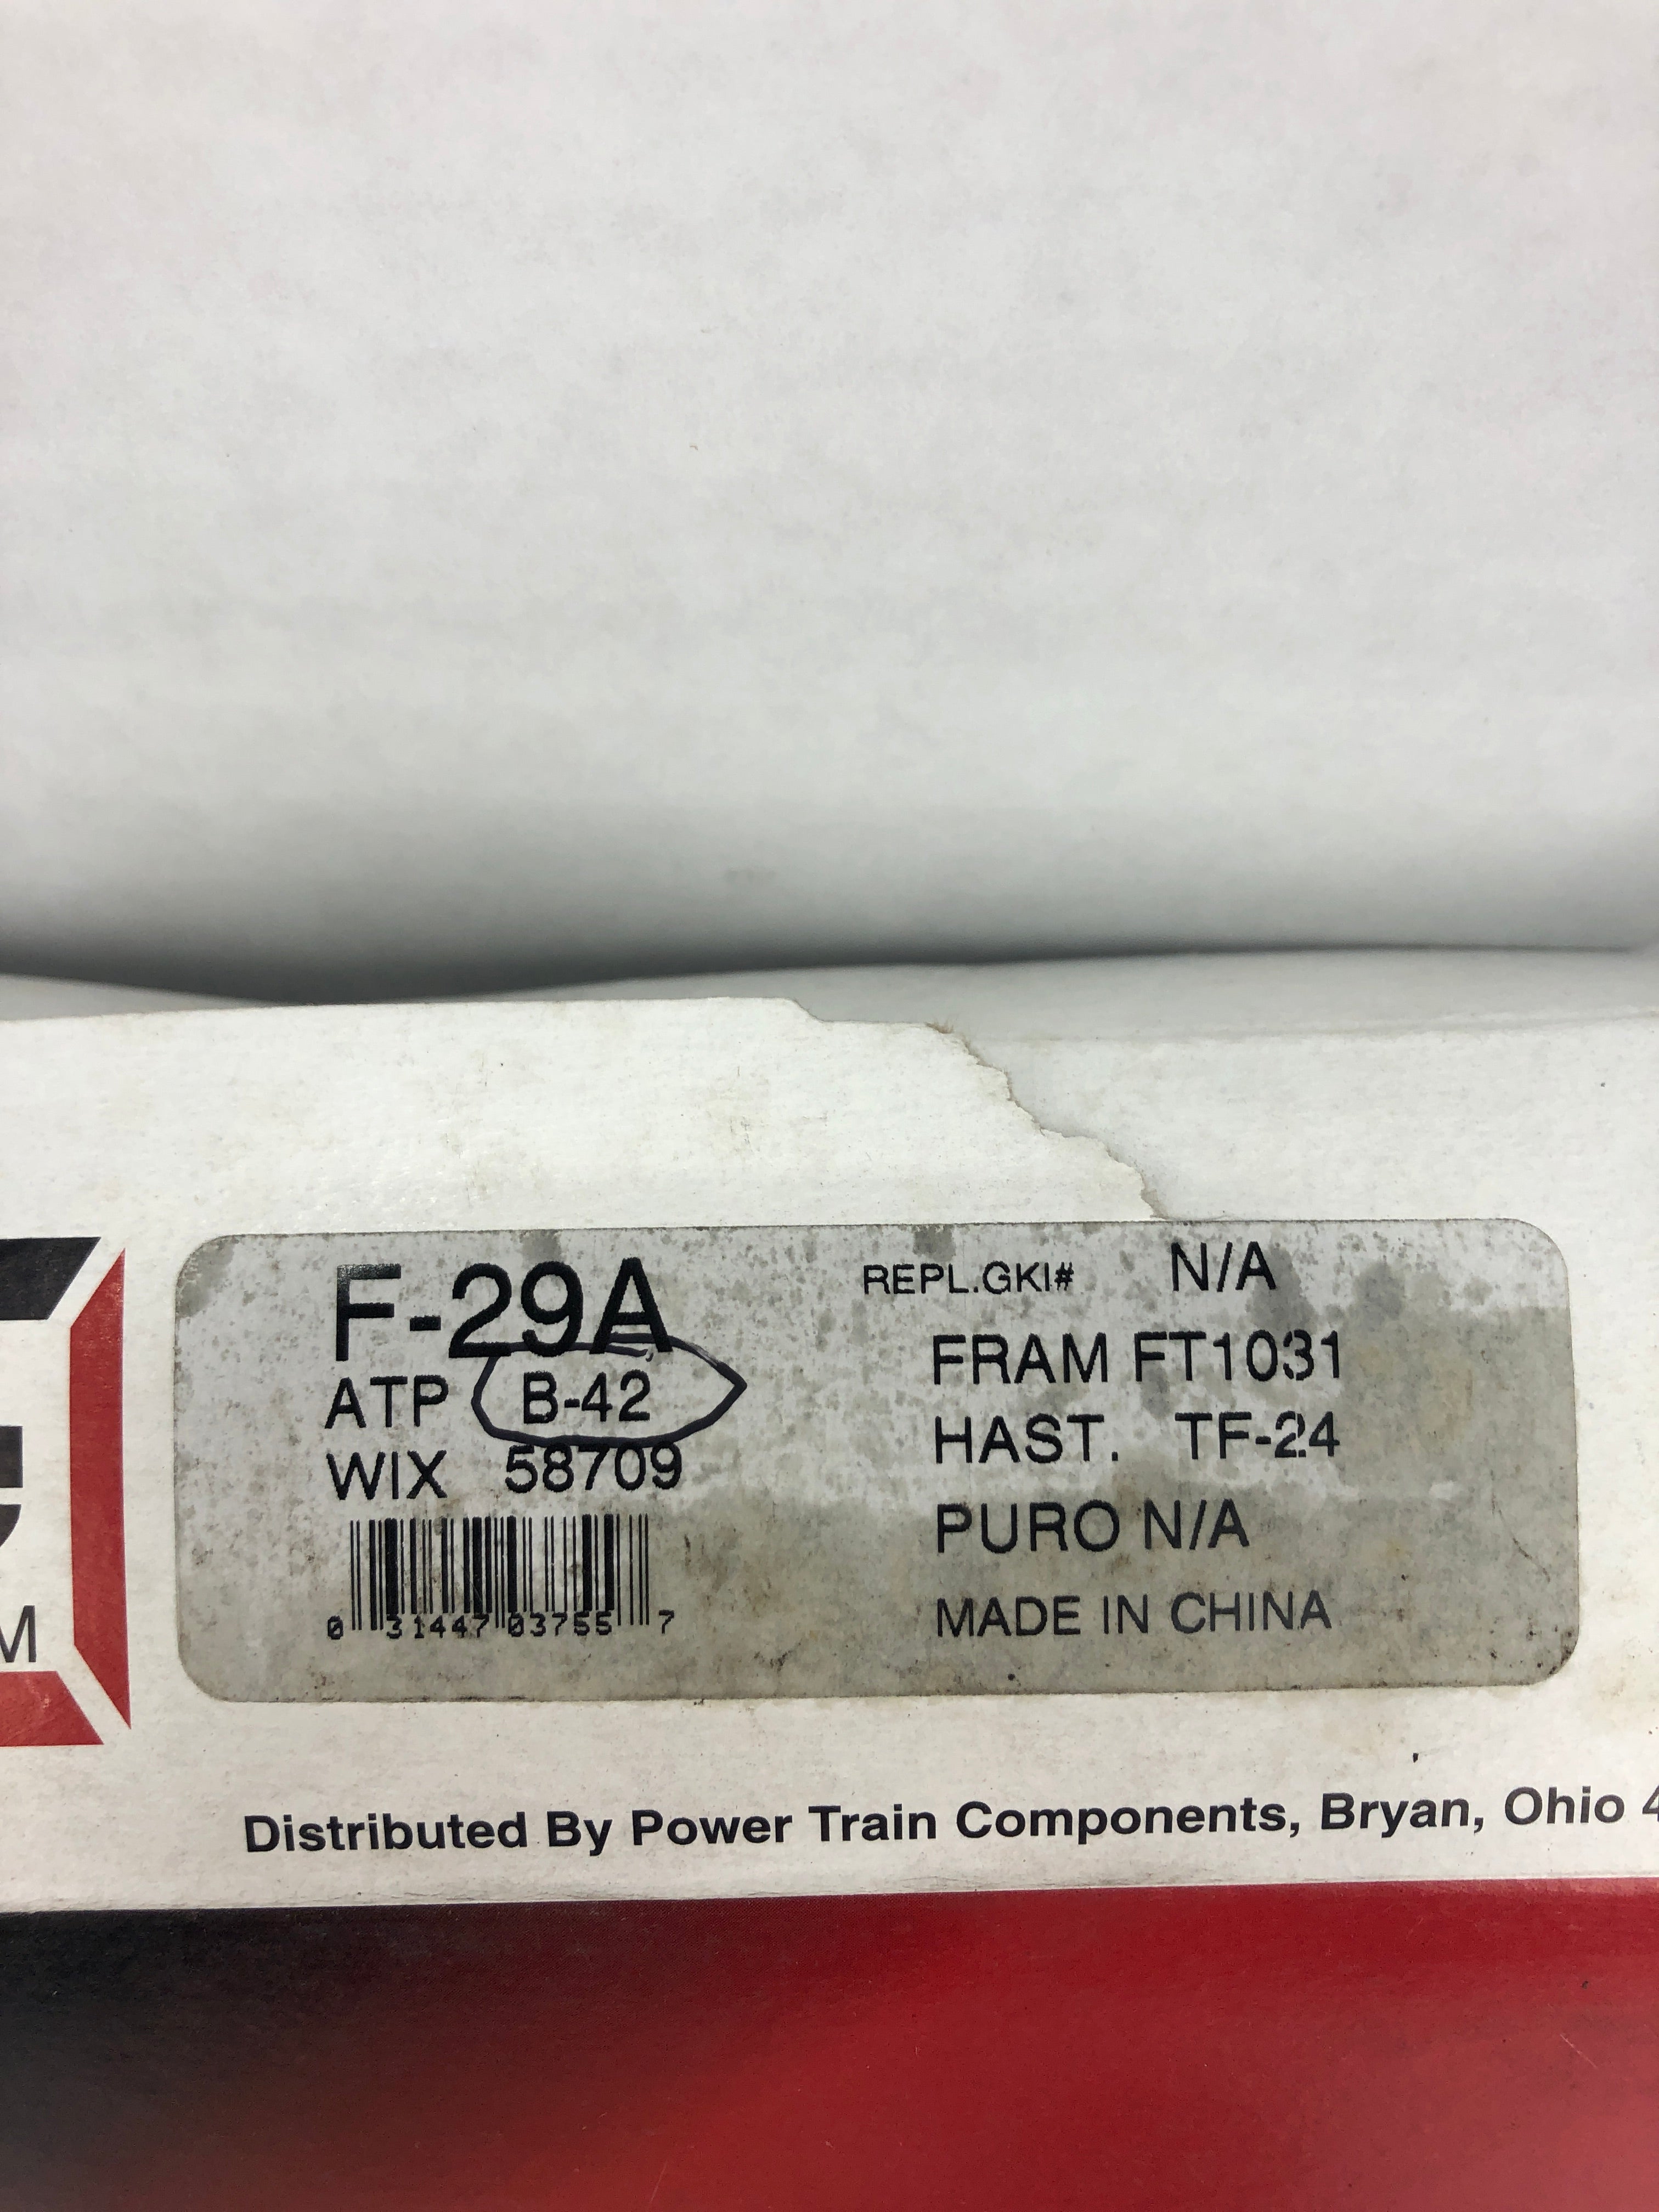 F-29A
ATP B-42
WIX 58709
0 31447 03755 7
REPL.GKI# N/A
FRAM FT1031
HAST. TF-24
PURO N/A
MADE IN CHINA
M
Distributed By Power Train Components, Bryan, Ohio 4